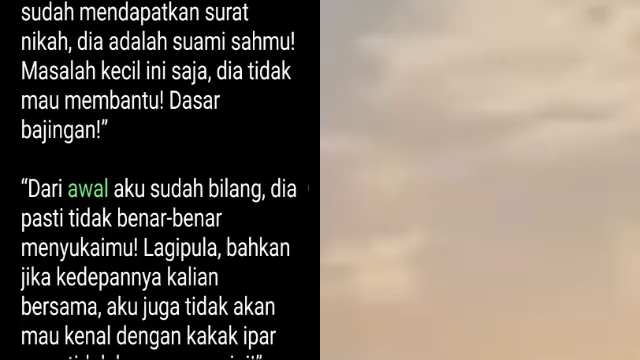 sudah mendapatkan surat
nikah, dia adalah suami sahmu!
Masalah kecil ini saja, dia tidak
mau membantu! Dasar
bajingan!”
“Dari awal aku sudah bilang, dia
pasti tidak benar-benar
menyukaimu! Lagipula, bahkan
jika kedepannya kalian
bersama, aku juga tidak akan
mau kenal dengan kakak ipar